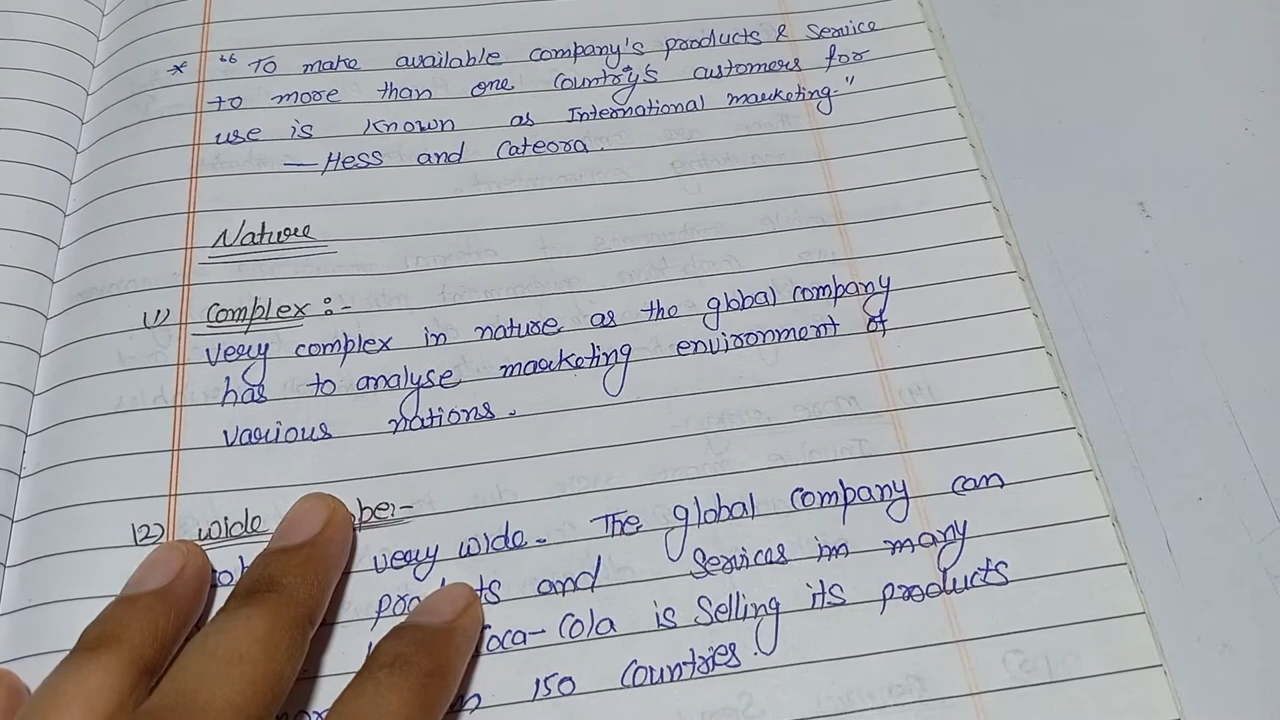 * "To make available company's products & service
to more than one Country's customers for
use is known as International marketing."
— Hess and Cateora.
Nature
(1) Complex :-
very complex in nature as the global company
has to analyse marketing environment of
various nations.
(2) wide
very wide. The global company can
and services in many
Coca-Cola is selling its products
150 Countries.